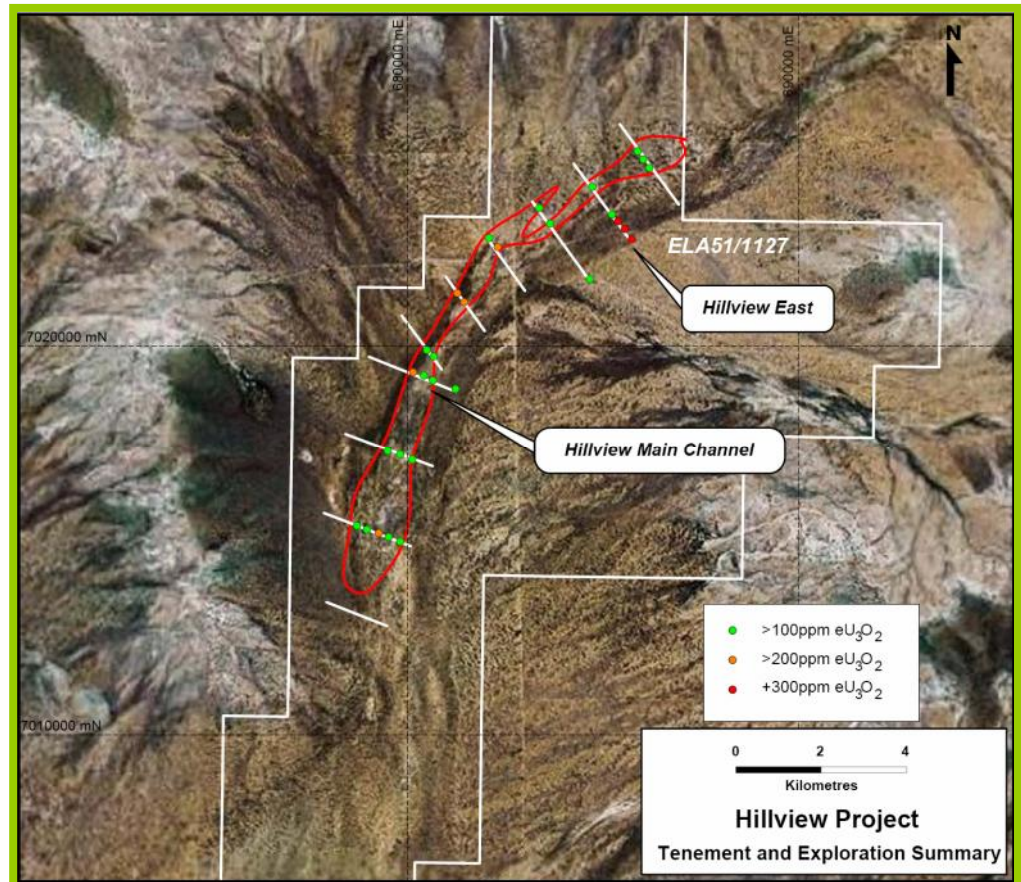 680000 mE
690000 mE
N
ELA51/1127
Hillview East
7020000 mN
Hillview Main Channel
>100ppm eU₃O₂
>200ppm eU₃O₂
+300ppm eU₃O₂
7010000 mN
0 2 4
Kilometres
Hillview Project
Tenement and Exploration Summary